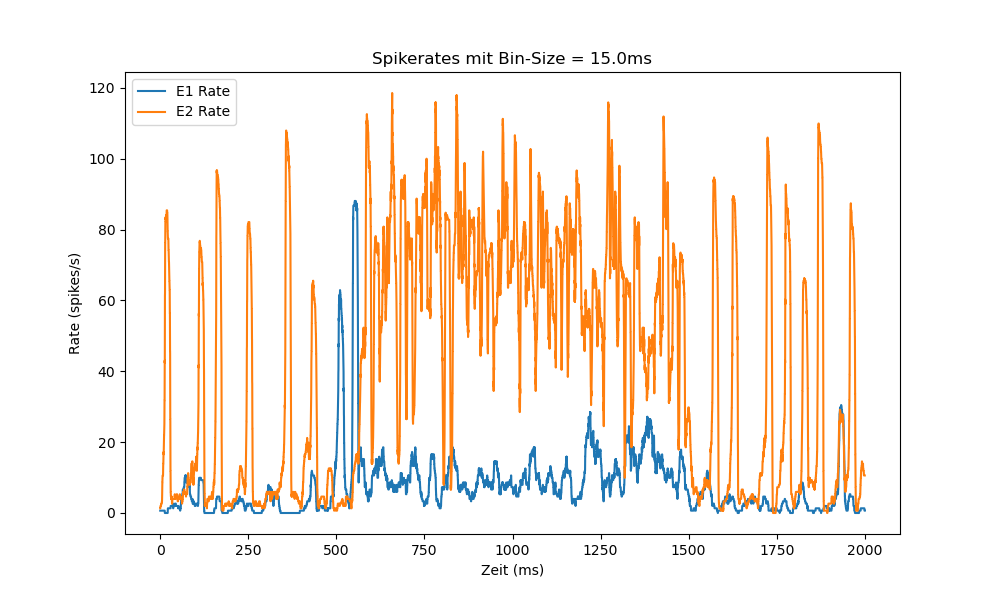 Spikerates mit Bin-Size = 15.0ms
E1 Rate
E2 Rate
Rate (spikes/s)
120
100
80
60
40
20
0
0 250 500 750 1000 1250 1500 1750 2000
Zeit (ms)